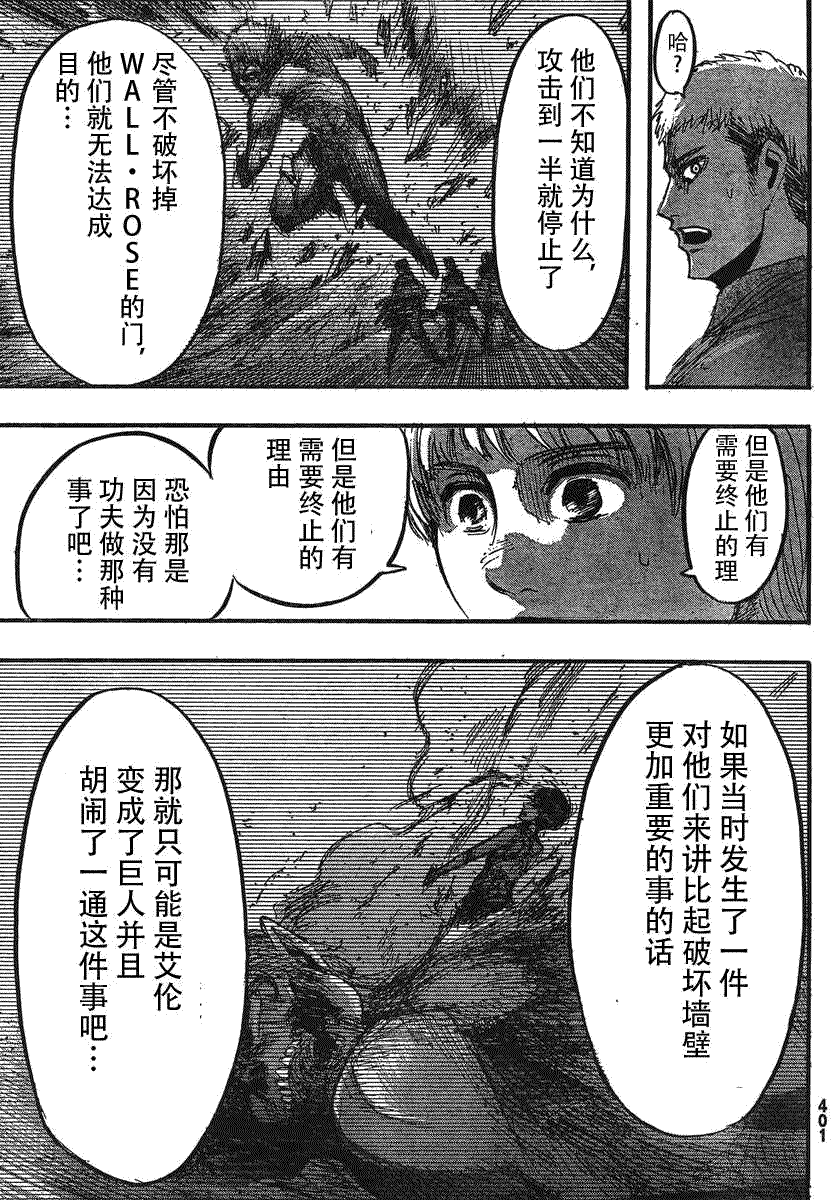 哈?
他们不知道为什么,
攻击到一半就停止了
尽管不破坏掉
WALL·ROSE的门,
他们就无法达成
目的…
但是他们有
需要终止的理
但是他们有
需要终止的
理由
恐怕那是
因为没有
功夫做那种
事了吧…
如果当时发生了一件
对他们来讲比起破坏墙壁
更加重要的事的话
那就只可能是艾伦
变成了巨人并且
胡闹了一通这件事吧…
401